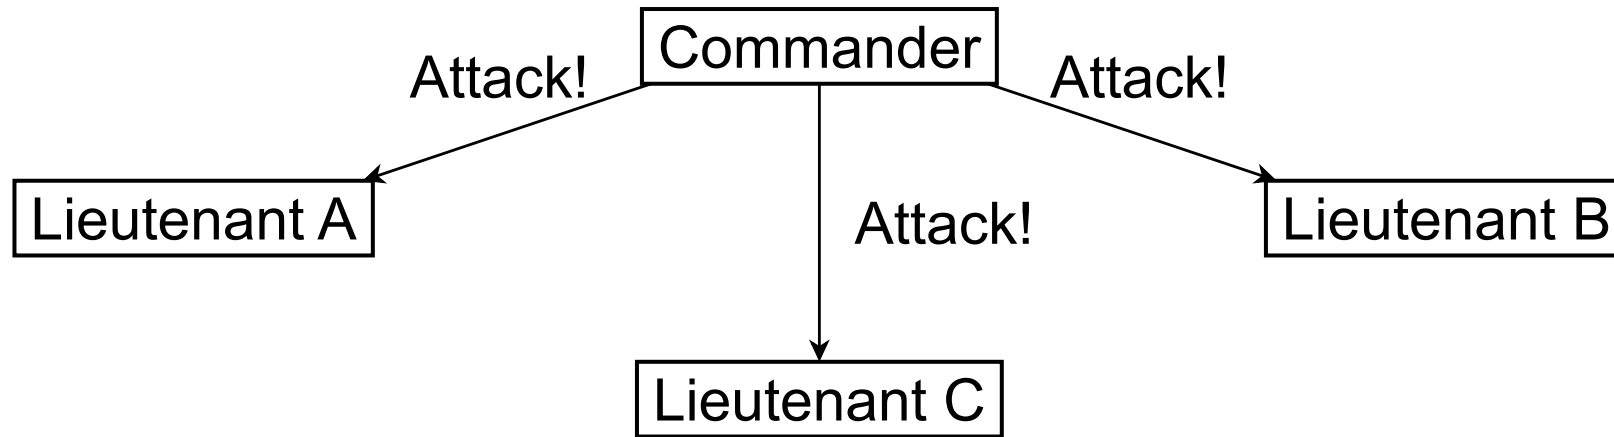 Commander
Attack!
Attack!
Lieutenant A
Attack!
Lieutenant B
Lieutenant C